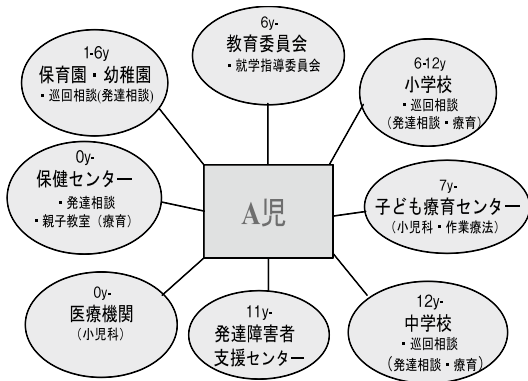 6y-
教育委員会
・就学指導委員会
1-6y
保育園・幼稚園
・巡回相談(発達相談)
6-12y
小学校
・巡回相談
(発達相談・療育)
0y-
保健センター
・発達相談
・親子教室（療育）
A児
7y-
子ども療育センター
(小児科・作業療法)
0y-
医療機関
(小児科)
11y-
発達障害者
支援センター
12y-
中学校
・巡回相談
(発達相談・療育)